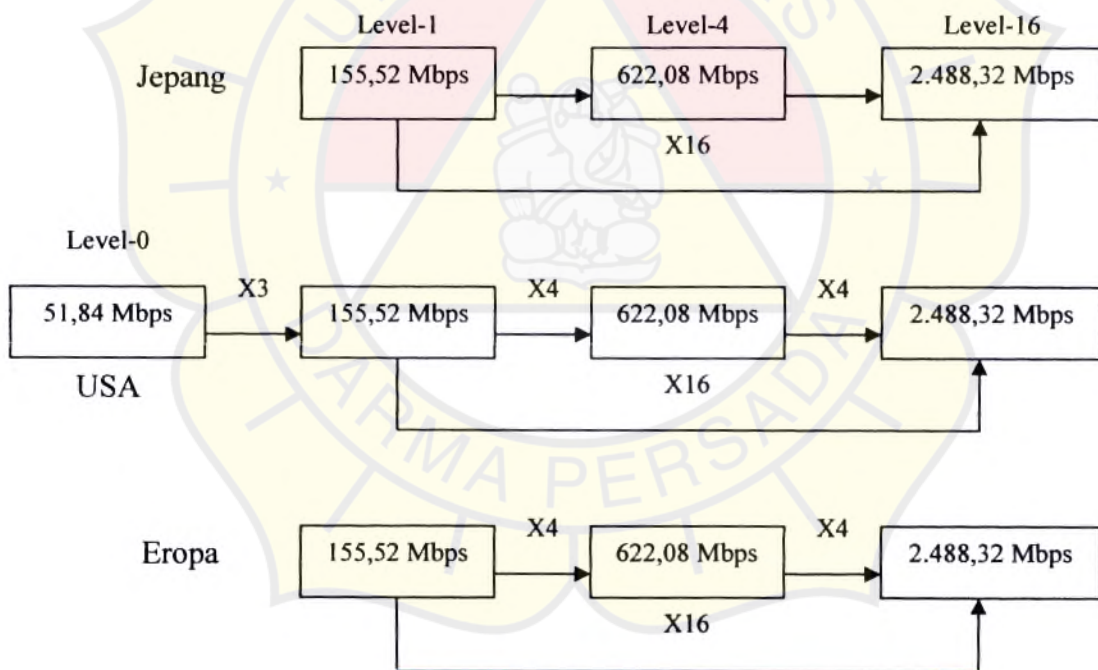 Level-1 Level-4 Level-16
Jepang 155,52 Mbps 622,08 Mbps 2.488,32 Mbps
X16
Level-0
X3 X4 X4
51,84 Mbps 155,52 Mbps 622,08 Mbps 2.488,32 Mbps
USA X16
DARMA PERSADA
X4 X4
Eropa 155,52 Mbps 622,08 Mbps 2.488,32 Mbps
X16